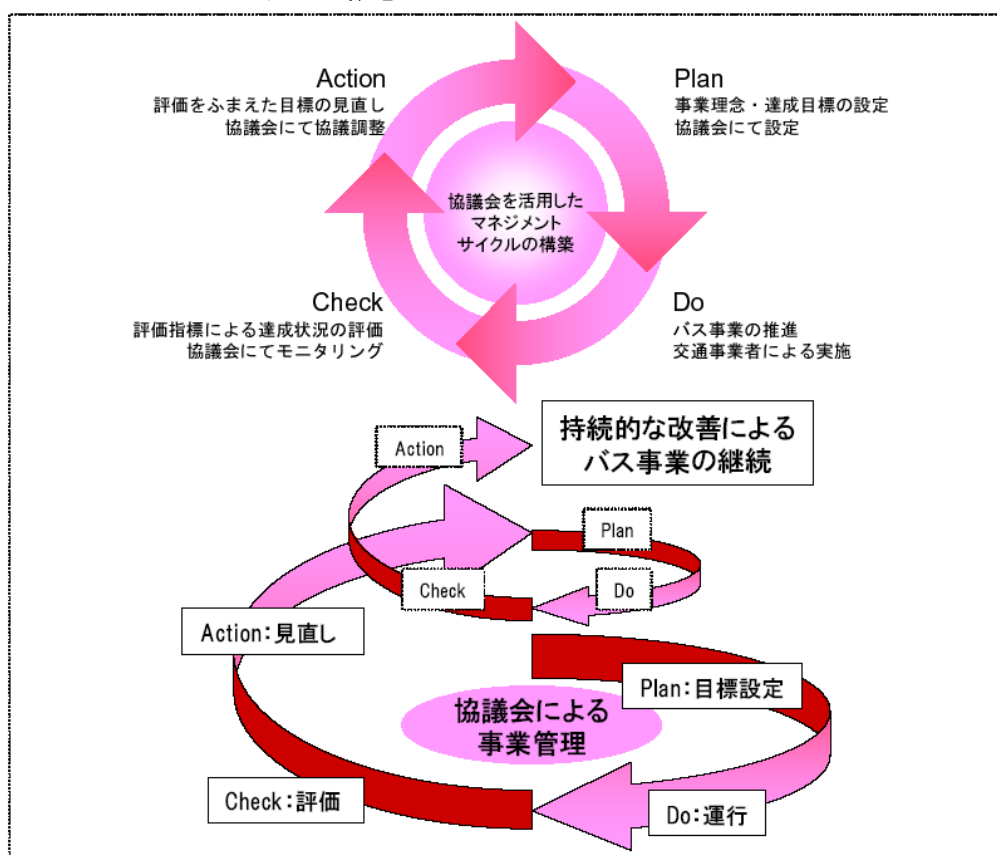 Action
評価をふまえた目標の見直し
協議会にて協議調整
Plan
事業理念・達成目標の設定
協議会にて設定
協議会を活用した
マネジメント
サイクルの構築
Check
評価指標による達成状況の評価
協議会にてモニタリング
Do
バス事業の推進
交通事業者による実施
持続的な改善による
バス事業の継続
Action
Plan
Check
Do
Action：見直し
Plan：目標設定
協議会による
事業管理
Check：評価
Do：運行